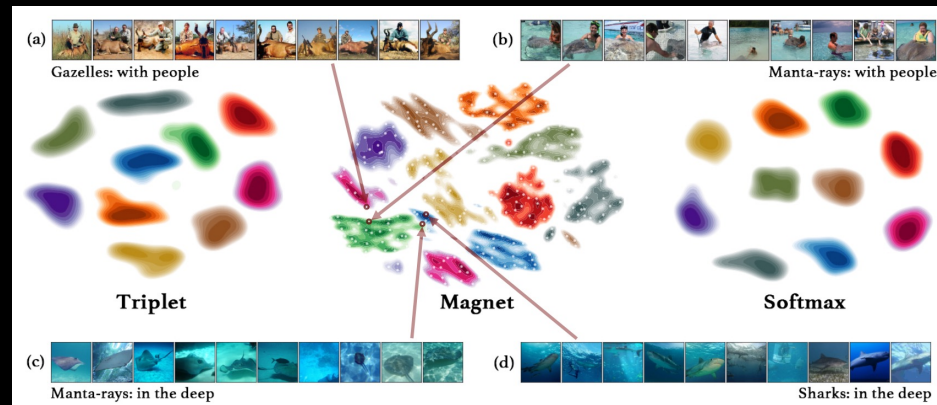 (a)
Gazelles: with people
(b)
Manta-rays: with people
Triplet
Magnet
Softmax
(c)
Manta-rays: in the deep
(d)
Sharks: in the deep